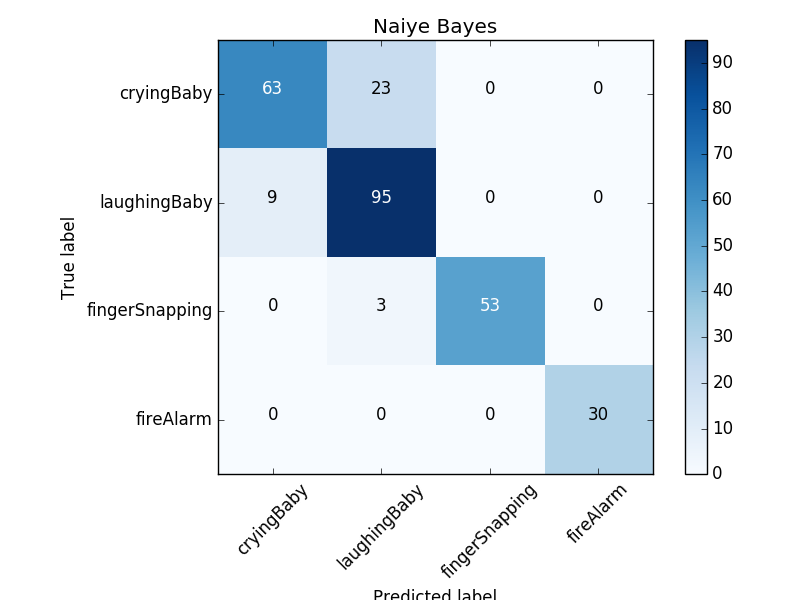 Naiye Bayes
cryingBaby 63 23 0 0
laughingBaby 9 95 0 0
fingerSnapping 0 3 53 0
fireAlarm 0 0 0 30
cryingBaby laughingBaby fingerSnapping fireAlarm
True label
Predicted label
90
80
70
60
50
40
30
20
10
0